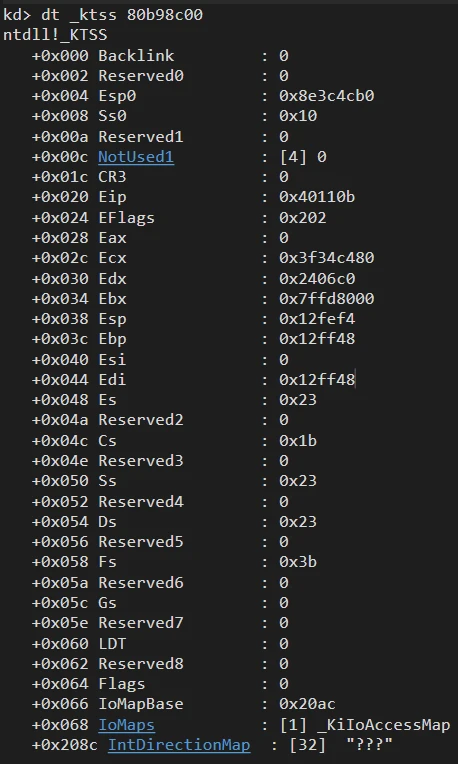 kd> dt _ktss 80b98c00
ntdll!_KTSS
   +0x000 Backlink         : 0
   +0x002 Reserved0        : 0
   +0x004 Esp0             : 0x8e3c4cb0
   +0x008 Ss0              : 0x10
   +0x00a Reserved1        : 0
   +0x00c NotUsed1         : [4] 0
   +0x01c CR3              : 0
   +0x020 Eip              : 0x40110b
   +0x024 EFlags           : 0x202
   +0x028 Eax              : 0
   +0x02c Ecx              : 0x3f34c480
   +0x030 Edx              : 0x2406c0
   +0x034 Ebx              : 0x7ffd8000
   +0x038 Esp              : 0x12fef4
   +0x03c Ebp              : 0x12ff48
   +0x040 Esi              : 0
   +0x044 Edi              : 0x12ff48
   +0x048 Es               : 0x23
   +0x04a Reserved2        : 0
   +0x04c Cs               : 0x1b
   +0x04e Reserved3        : 0
   +0x050 Ss               : 0x23
   +0x052 Reserved4        : 0
   +0x054 Ds               : 0x23
   +0x056 Reserved5        : 0
   +0x058 Fs               : 0x3b
   +0x05a Reserved6        : 0
   +0x05c Gs               : 0
   +0x05e Reserved7        : 0
   +0x060 LDT              : 0
   +0x062 Reserved8        : 0
   +0x064 Flags            : 0
   +0x066 IoMapBase        : 0x20ac
   +0x068 IoMaps           : [1] _KiIoAccessMap
   +0x208c IntDirectionMap  : [32]  "???"